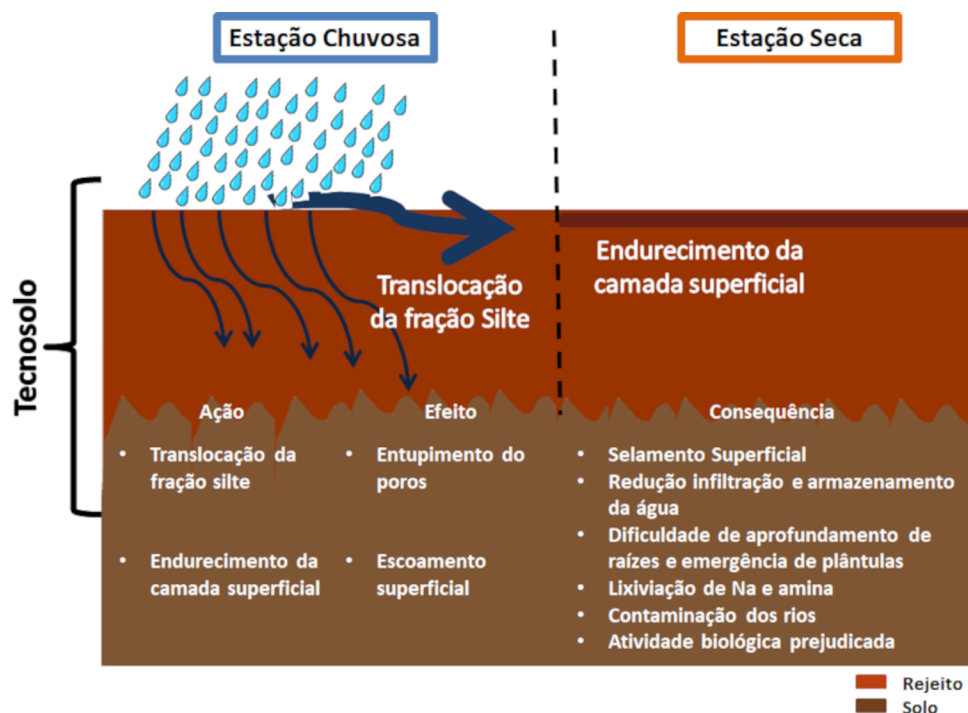 Estação Chuvosa
Estação Seca
Tecnosolo
Translocação
da fração Silte
Endurecimento da
camada superficial
Ação
Efeito
Consequência
• Translocação da
fração silte
• Entupimento do
poros
• Endurecimento da
camada superficial
• Escoamento
superficial
• Selamento Superficial
• Redução infiltração e armazenamento
da água
• Dificuldade de aprofundamento de
raízes e emergência de plântulas
• Lixiviação de Na e amina
• Contaminação dos rios
• Atividade biológica prejudicada
Rejeito
Solo